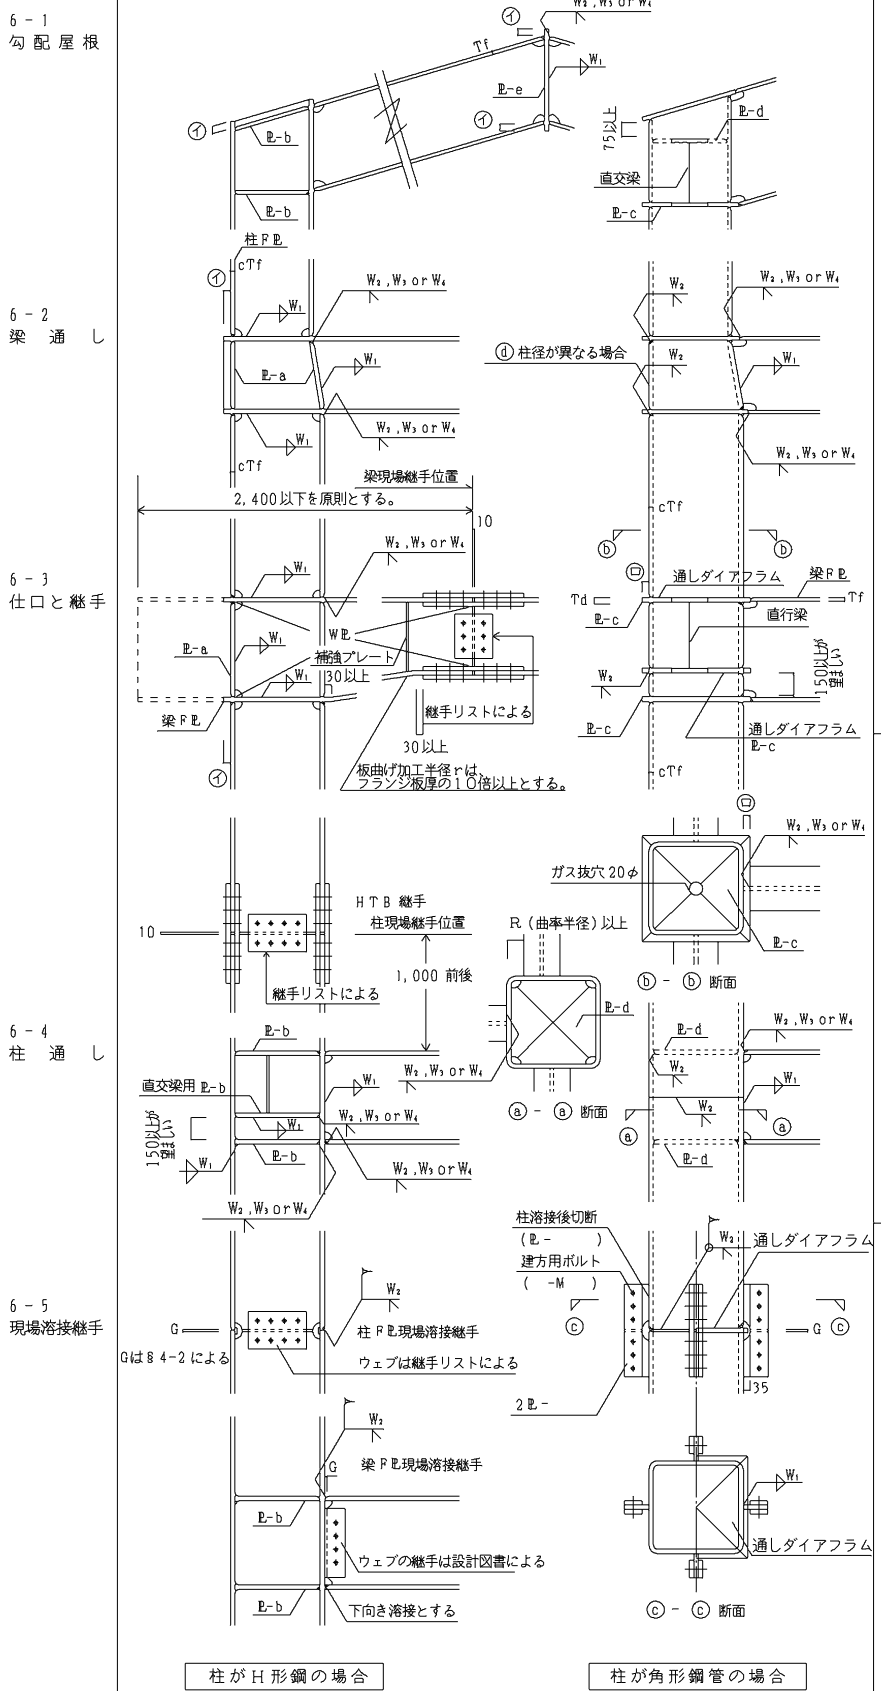 6-1
勾配屋根
㋑
W₂,W₃ or W₄
Tf
W₁
PL-e
㋑
㋑
PL-b
PL-b
75以上
PL-d
直交梁
PL-c
柱FPL
cTf
㋑
6-2
梁通し
W₂,W₃ or W₄
W₁
PL-a
W₁
W₁
W₂,W₃ or W₄
cTf
W₂
W₂,W₃ or W₄
ⓓ 柱径が異なる場合
W₂
W₁
W₂,W₃ or W₄
cTf
梁現場継手位置
2,400以下を原則とする。
10
6-3
仕口と継手
W₁
W₂,W₃ or W₄
WPL
W₁
PL-a
補強プレート
30以上
W₁
梁FPL
継手リストによる
30以上
㋑
板曲げ加工半径rは、
フランジ板厚の10倍以上とする。
ⓑ
ⓑ
㋺
通しダイアフラム
梁FPL
Td
Tf
PL-c
直行梁
W₂
150以上が
望ましい
PL-c
通しダイアフラム
PL-c
cTf
㋺
W₂,W₃ or W₄
ガス抜穴20φ
PL-c
ⓑ - ⓑ 断面
HTB 継手
柱現場継手位置
10
1,000 前後
継手リストによる
R(曲率半径)以上
PL-d
W₂,W₃ or W₄
ⓐ - ⓐ 断面
6-4
柱通し
PL-b
W₁
直交梁用 PL-b
W₂,W₃ or W₄
W₁
150以上が
望ましい
PL-b
W₁
W₂,W₃ or W₄
W₂,W₃ or W₄
PL-d
W₂,W₃ or W₄
W₂
W₁
W₂
ⓐ
ⓐ
PL-d
6-5
現場溶接継手
G
Gは§4-2による
W₂
柱FPL現場溶接継手
ウェブは継手リストによる
柱溶接後切断
(PL- )
建方用ボルト
( -M )
W₂
通しダイアフラム
ⓒ
G
ⓒ
2PL-
35
W₂
G
梁FPL現場溶接継手
PL-b
ウェブの継手は設計図書による
PL-b
下向き溶接とする
W₁
通しダイアフラム
ⓒ - ⓒ 断面
柱がH形鋼の場合
柱が角形鋼管の場合